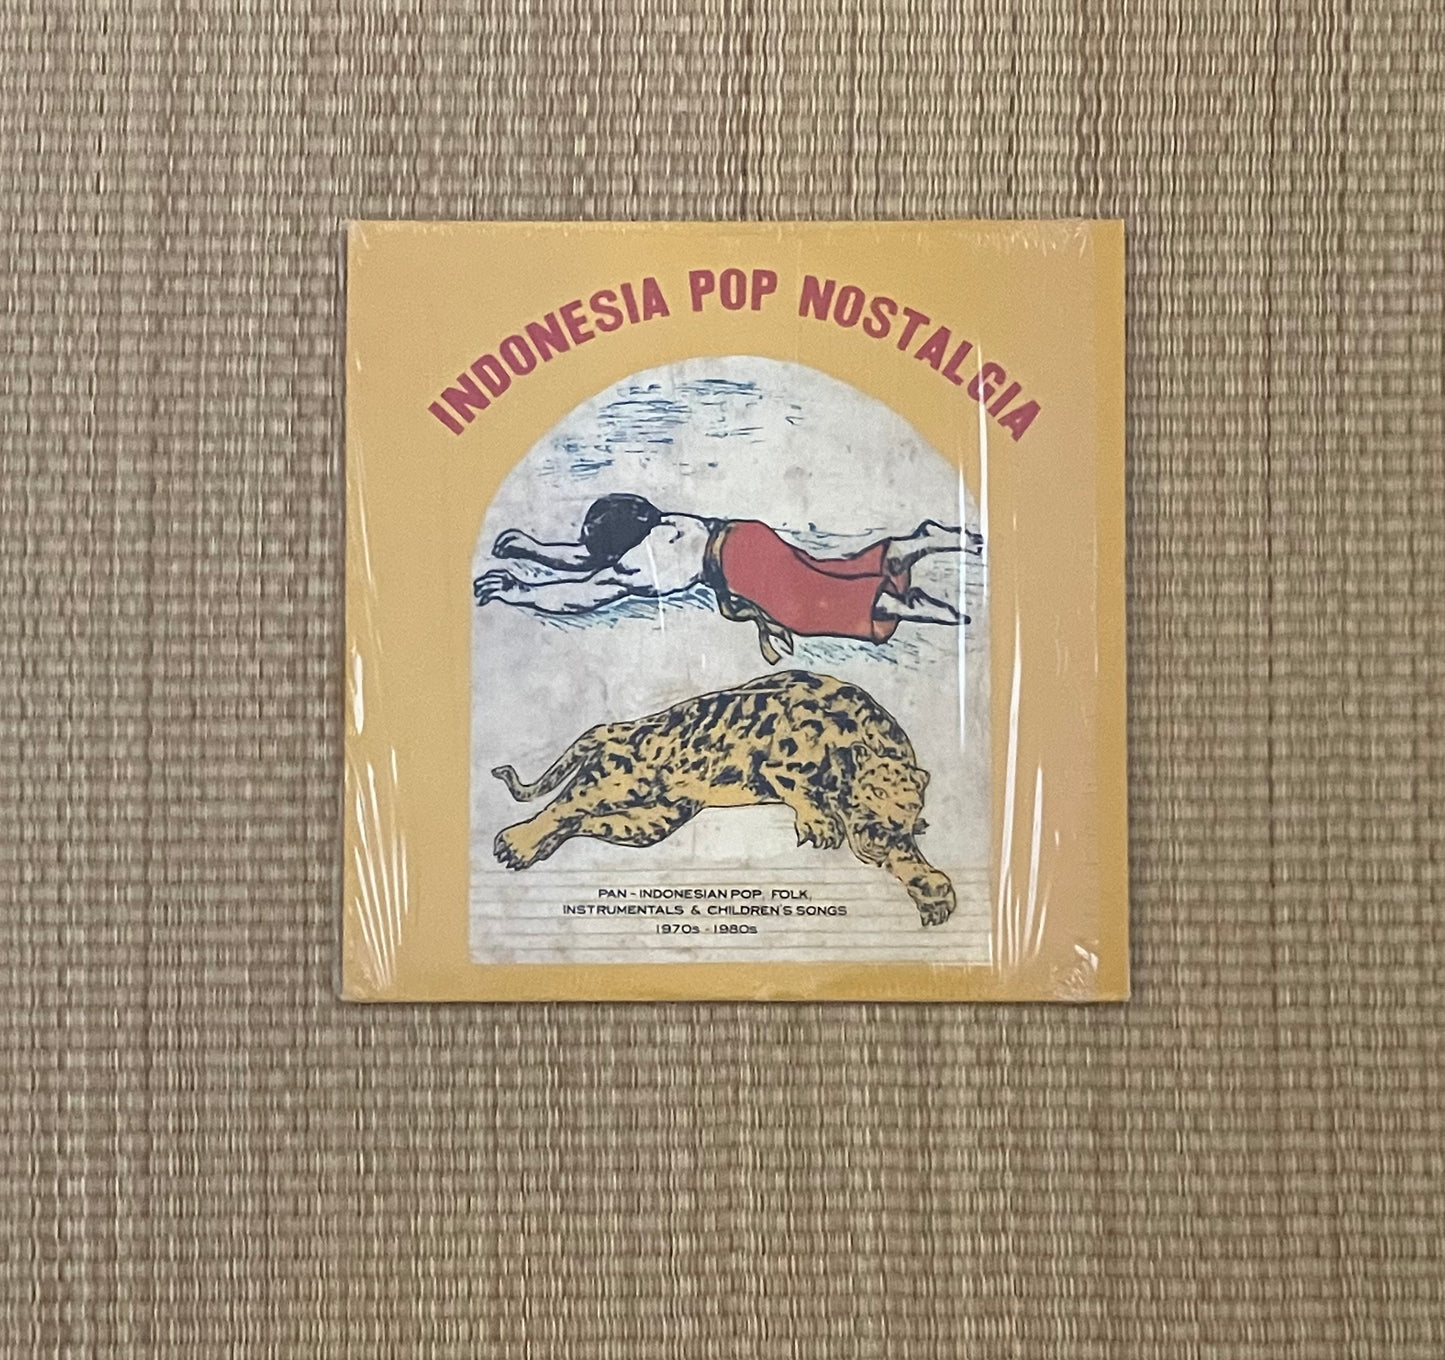 INDONESIA POP NOSTALGIA
PAN-INDONESIAN POP, FOLK,
INSTRUMENTALS & CHILDREN'S SONGS
1970s - 1980s